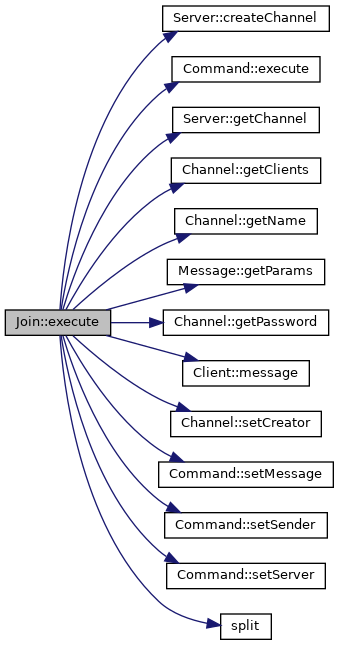 Server::createChannel
Command::execute
Server::getChannel
Channel::getClients
Channel::getName
Message::getParams
Join::execute
Channel::getPassword
Client::message
Channel::setCreator
Command::setMessage
Command::setSender
Command::setServer
split